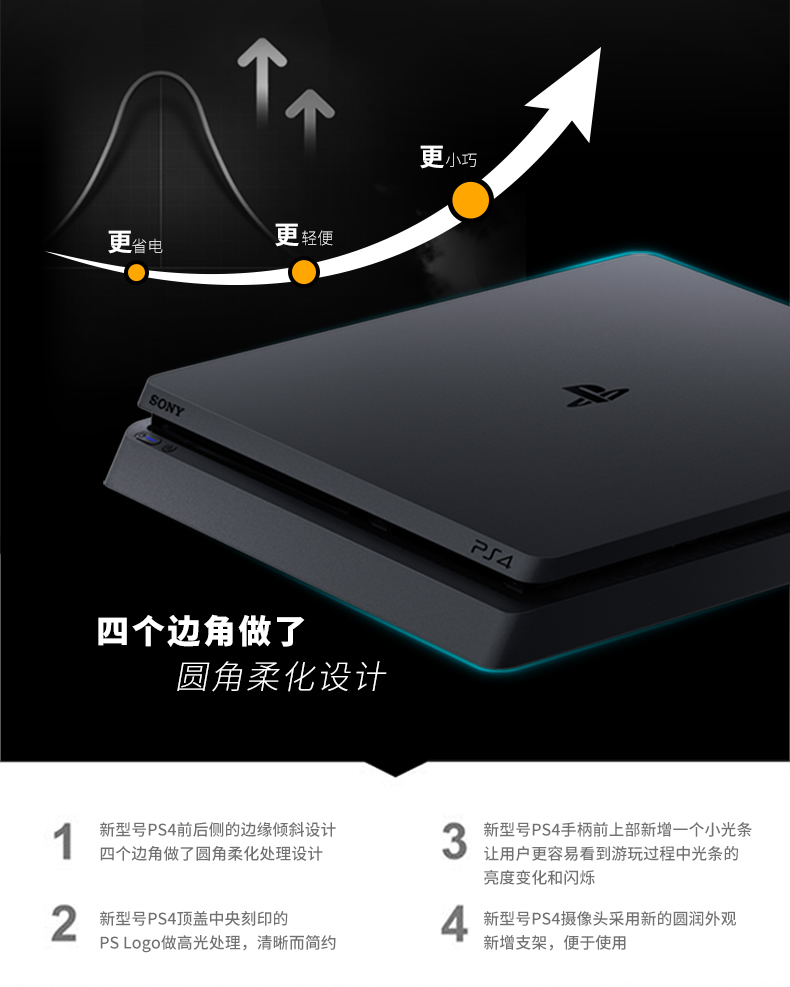 更小巧
更省电
更轻便
SONY
PS4
四个边角做了
圆角柔化设计
1
新型号PS4前后侧的边缘倾斜设计
四个边角做了圆角柔化处理设计
2
新型号PS4顶盖中央刻印的
PS Logo做高光处理，清晰而简约
3
新型号PS4手柄前上部新增一个小光条
让用户更容易看到游玩过程中光条的
亮度变化和闪烁
4
新型号PS4摄像头采用新的圆润外观
新增支架，便于使用